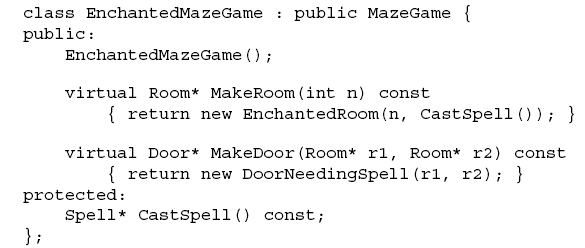 class EnchantedMazeGame : public MazeGame {
public:
    EnchantedMazeGame();

    virtual Room* MakeRoom(int n) const
        { return new EnchantedRoom(n, CastSpell()); }

    virtual Door* MakeDoor(Room* r1, Room* r2) const
        { return new DoorNeedingSpell(r1, r2); }
protected:
    Spell* CastSpell() const;
};